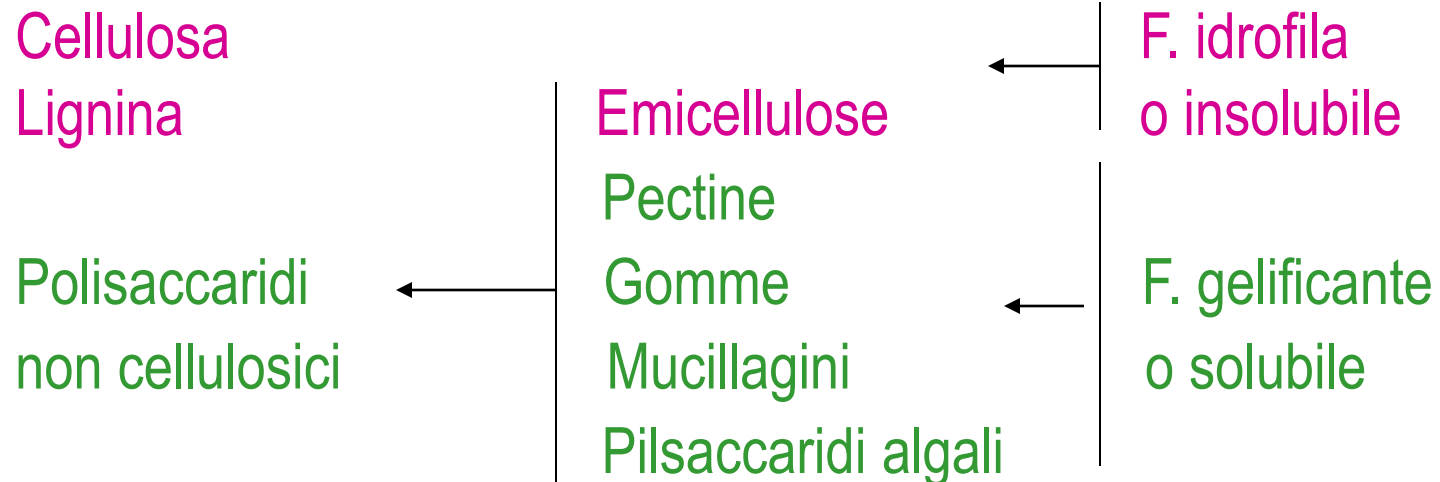 Cellulosa
Lignina
Polisaccaridi
non cellulosici
Emicellulose
Pectine
Gomme
Mucillagini
Pilsaccaridi algali
F. idrofila
o insolubile
F. gelificante
o solubile